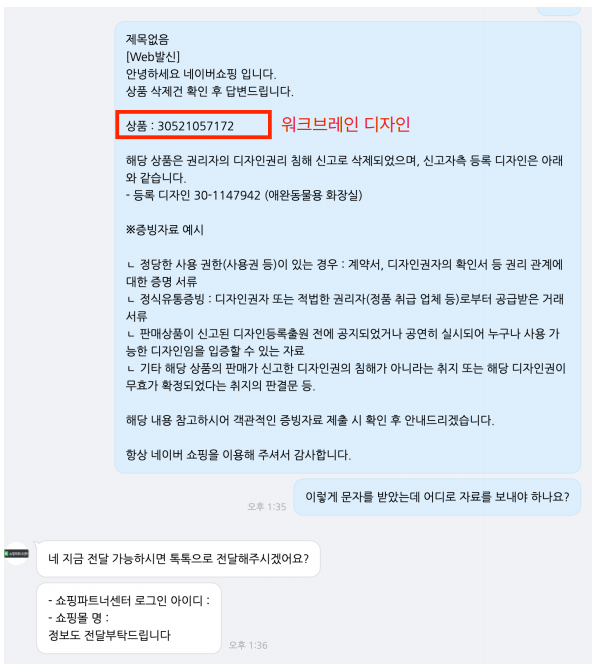 제목없음
[Web발신]
안녕하세요 네이버쇼핑 입니다.
상품 삭제건 확인 후 답변드립니다.
상품 : 30521057172 워크브레인 디자인
해당 상품은 권리자의 디자인권리 침해 신고로 삭제되었으며, 신고자측 등록 디자인은 아래
와 같습니다.
- 등록 디자인 30-1147942 (애완동물용 화장실)
※증빙자료 예시
ㄴ 정당한 사용 권한(사용권 등)이 있는 경우 : 계약서, 디자인권자의 확인서 등 권리 관계에
대한 증명 서류
ㄴ 정식유통증빙 : 디자인권자 또는 적법한 권리자(정품 취급 업체 등)로부터 공급받은 거래
서류
ㄴ 판매상품이 신고된 디자인등록출원 전에 공지되었거나 공연히 실시되어 누구나 사용 가
능한 디자인임을 입증할 수 있는 자료
ㄴ 기타 해당 상품의 판매가 신고한 디자인권의 침해가 아니라는 취지 또는 해당 디자인권이
무효가 확정되었다는 취지의 판결문 등.
해당 내용 참고하시어 객관적인 증빙자료 제출 시 확인 후 안내드리겠습니다.
항상 네이버 쇼핑을 이용해 주셔서 감사합니다.
이렇게 문자를 받았는데 어디로 자료를 보내야 하나요?
오후 1:35
네 지금 전달 가능하시면 톡톡으로 전달해주시겠어요?
- 쇼핑파트너센터 로그인 아이디 :
- 쇼핑몰 명 :
정보도 전달부탁드립니다
오후 1:36